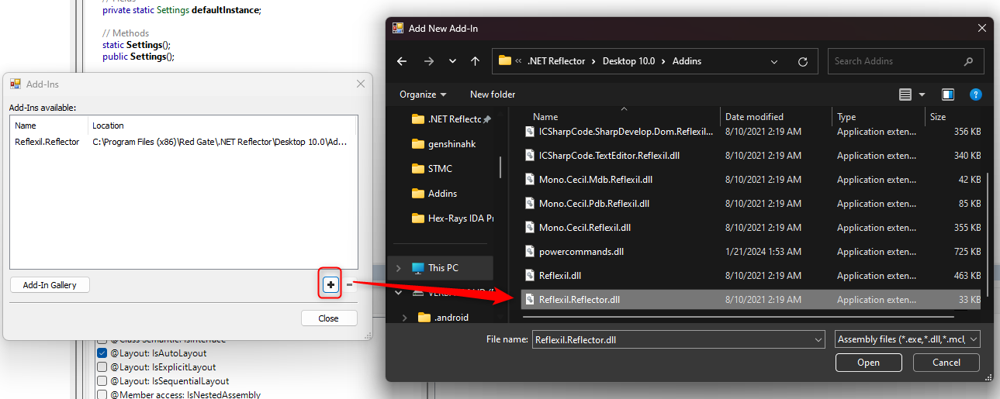 // Fields
private static Settings defaultInstance;
// Methods
static Settings();
public Settings();
Add-Ins
Add-Ins available:
Name Location
Reflexil.Reflector C:\Program Files (x86)\Red Gate\.NET Reflector\Desktop 10.0\Ad...
Add-In Gallery
Close
@Class Semantic: IsInterface
@Layout: IsAutoLayout
@Layout: IsExplicitLayout
@Layout: IsSequentialLayout
@Member access: IsNestedAssembly
Add New Add-In
« .NET Reflector > Desktop 10.0 > Addins
Search Addins
Organize New folder
.NET Reflectc
genshinahk
STMC
Addins
Hex-Rays IDA Pr
This PC
.android
Name Date modified Type Size
ICSharpCode.SharpDevelop.Dom.Reflexil... 8/10/2021 2:19 AM Application exten... 356 KB
ICSharpCode.TextEditor.Reflexil.dll 8/10/2021 2:19 AM Application exten... 340 KB
Mono.Cecil.Mdb.Reflexil.dll 8/10/2021 2:19 AM Application exten... 42 KB
Mono.Cecil.Pdb.Reflexil.dll 8/10/2021 2:19 AM Application exten... 85 KB
Mono.Cecil.Reflexil.dll 8/10/2021 2:19 AM Application exten... 355 KB
powercommands.dll 1/21/2024 1:53 AM Application exten... 725 KB
Reflexil.dll 8/10/2021 2:19 AM Application exten... 463 KB
Reflexil.Reflector.dll 8/10/2021 2:19 AM Application exten... 33 KB
File name: Reflexil.Reflector.dll Assembly files (*.exe,*.dll,*.mcl,
Open Cancel